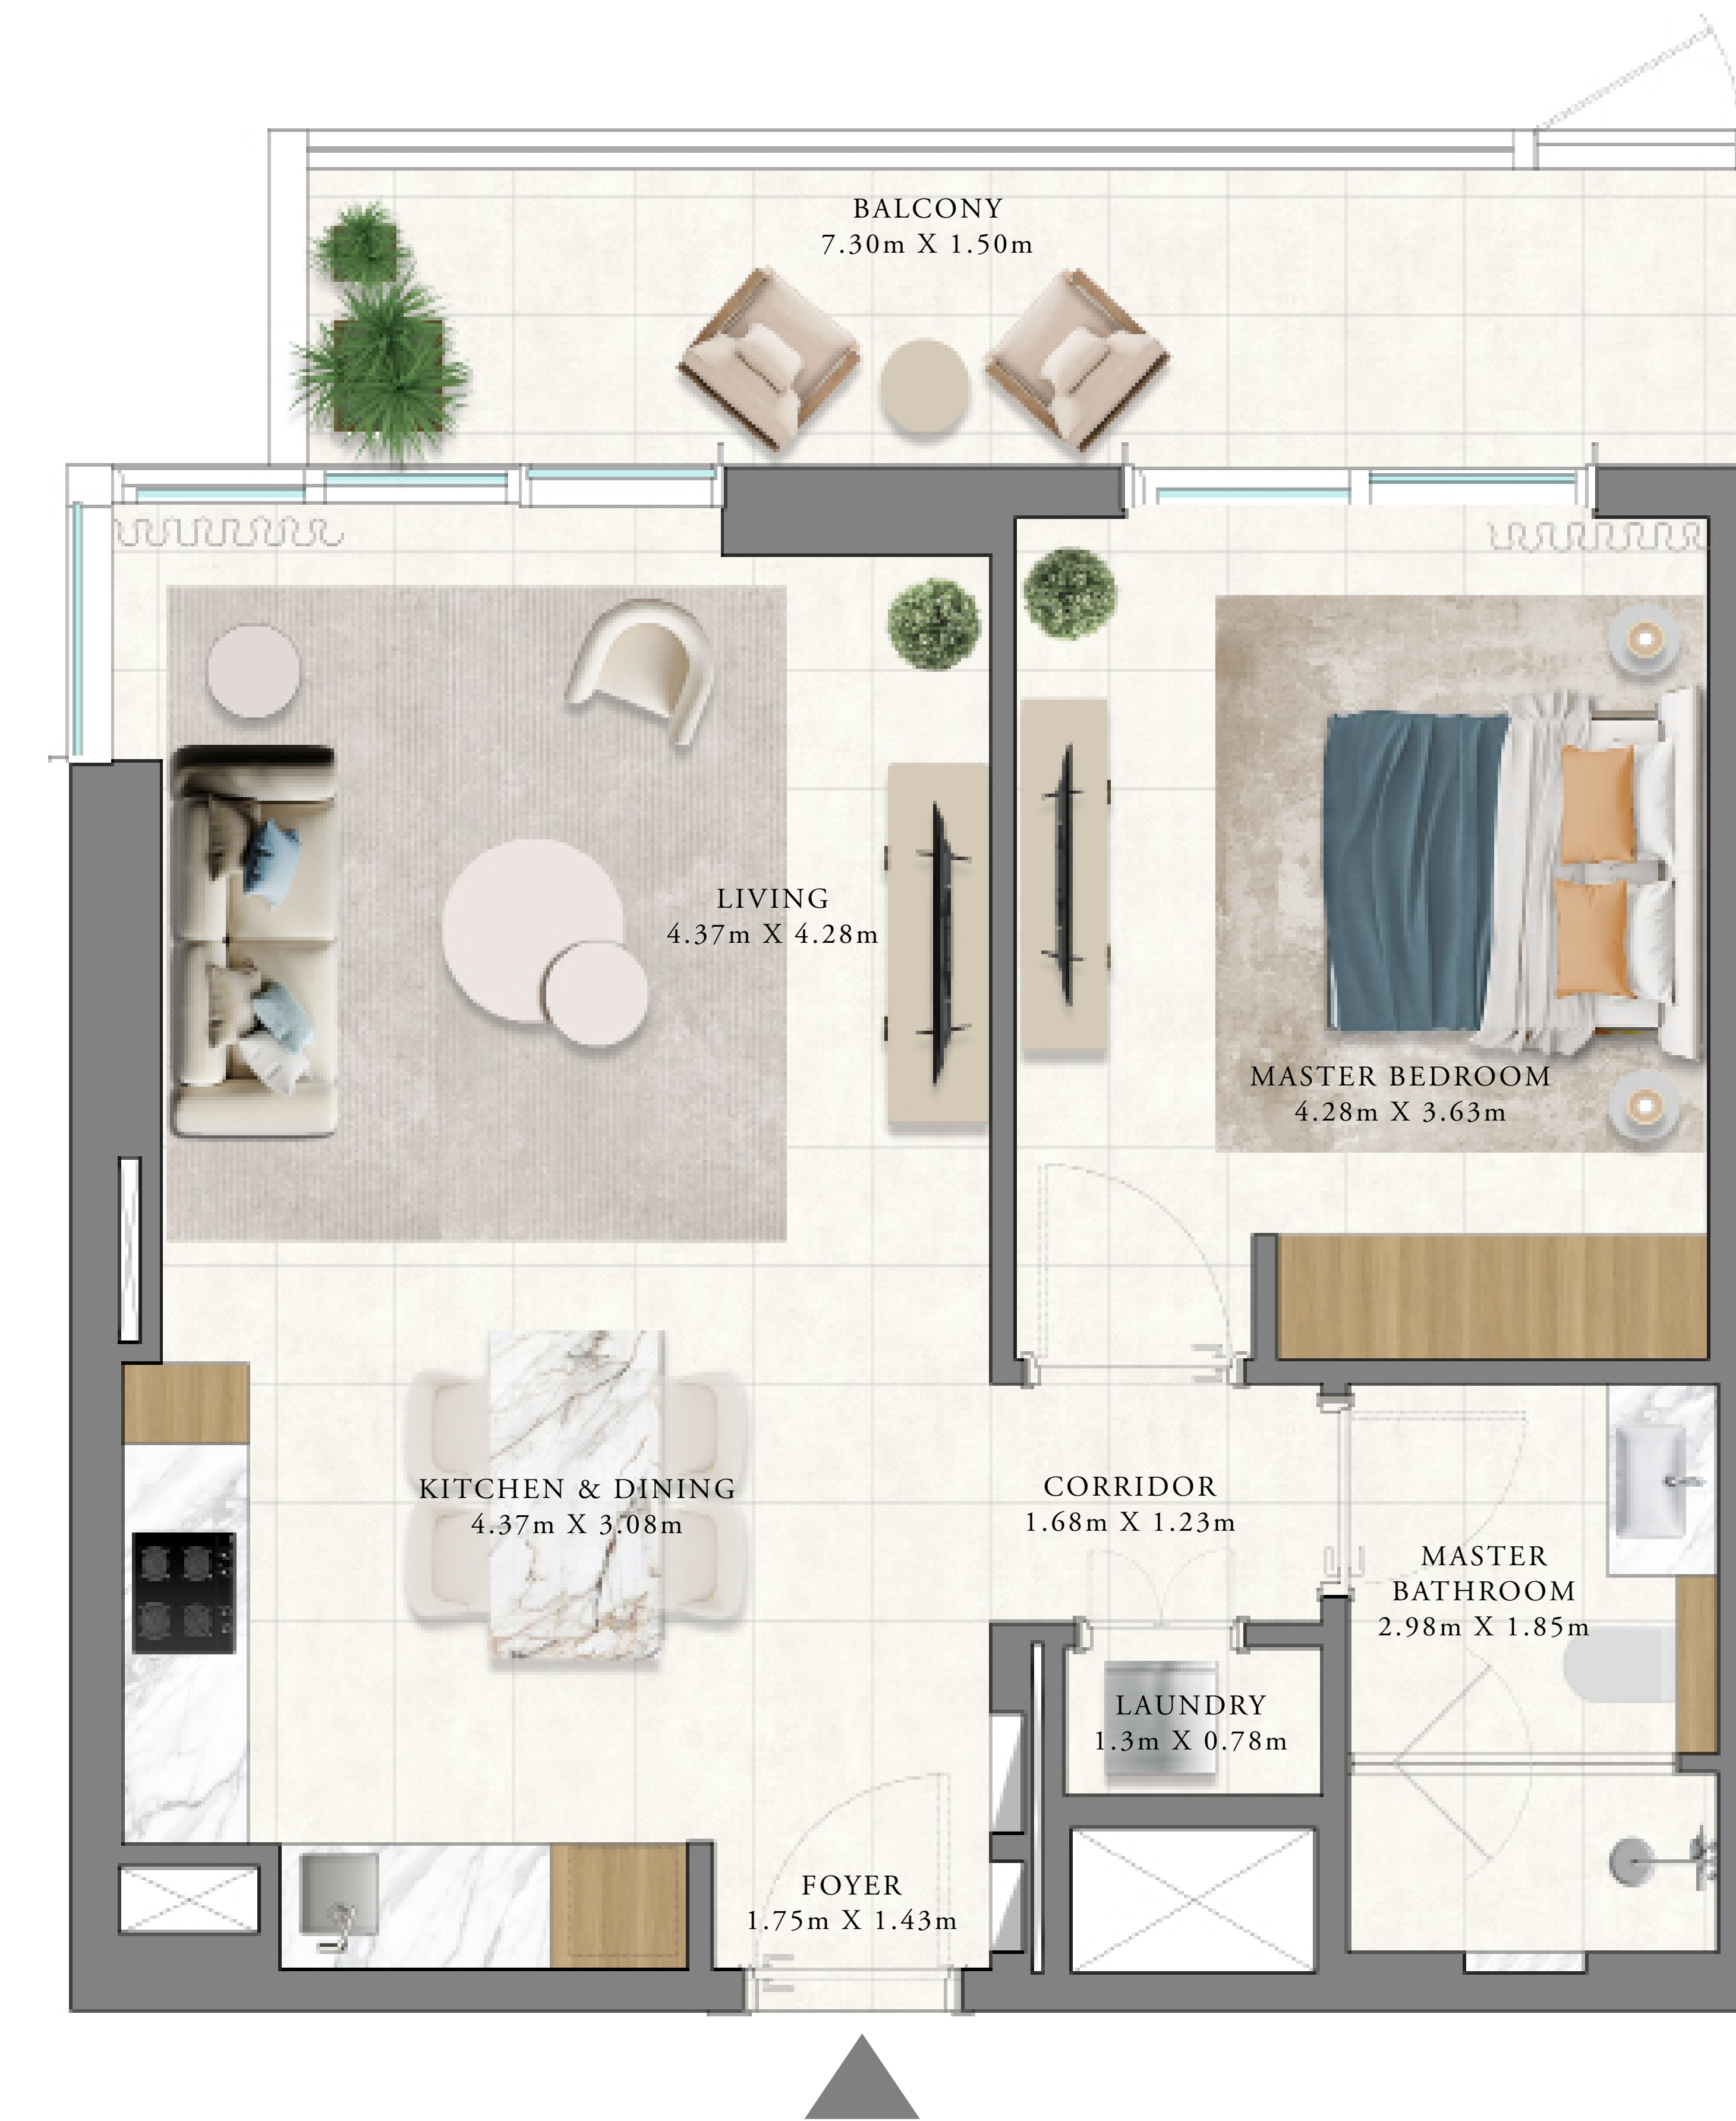 BALCONY
7.30m X 1.50m
LIVING
4.37m X 4.28m
MASTER BEDROOM
4.28m X 3.63m
KITCHEN & DINING
4.37m X 3.08m
CORRIDOR
1.68m X 1.23m
MASTER
BATHROOM
2.98m X 1.85m
LAUNDRY
1.3m X 0.78m
FOYER
1.75m X 1.43m